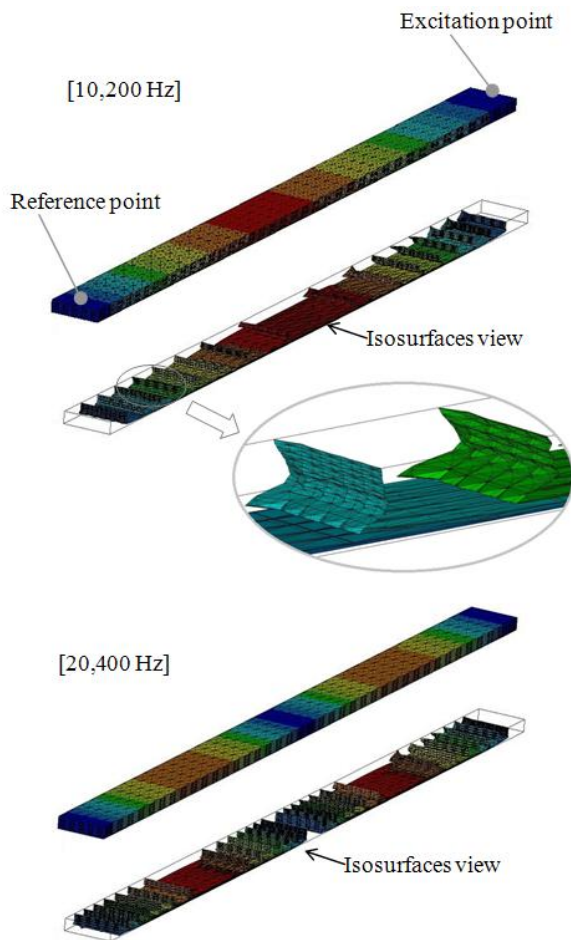 Excitation point
[10,200 Hz]
Reference point
Isosurfaces view
[20,400 Hz]
Isosurfaces view